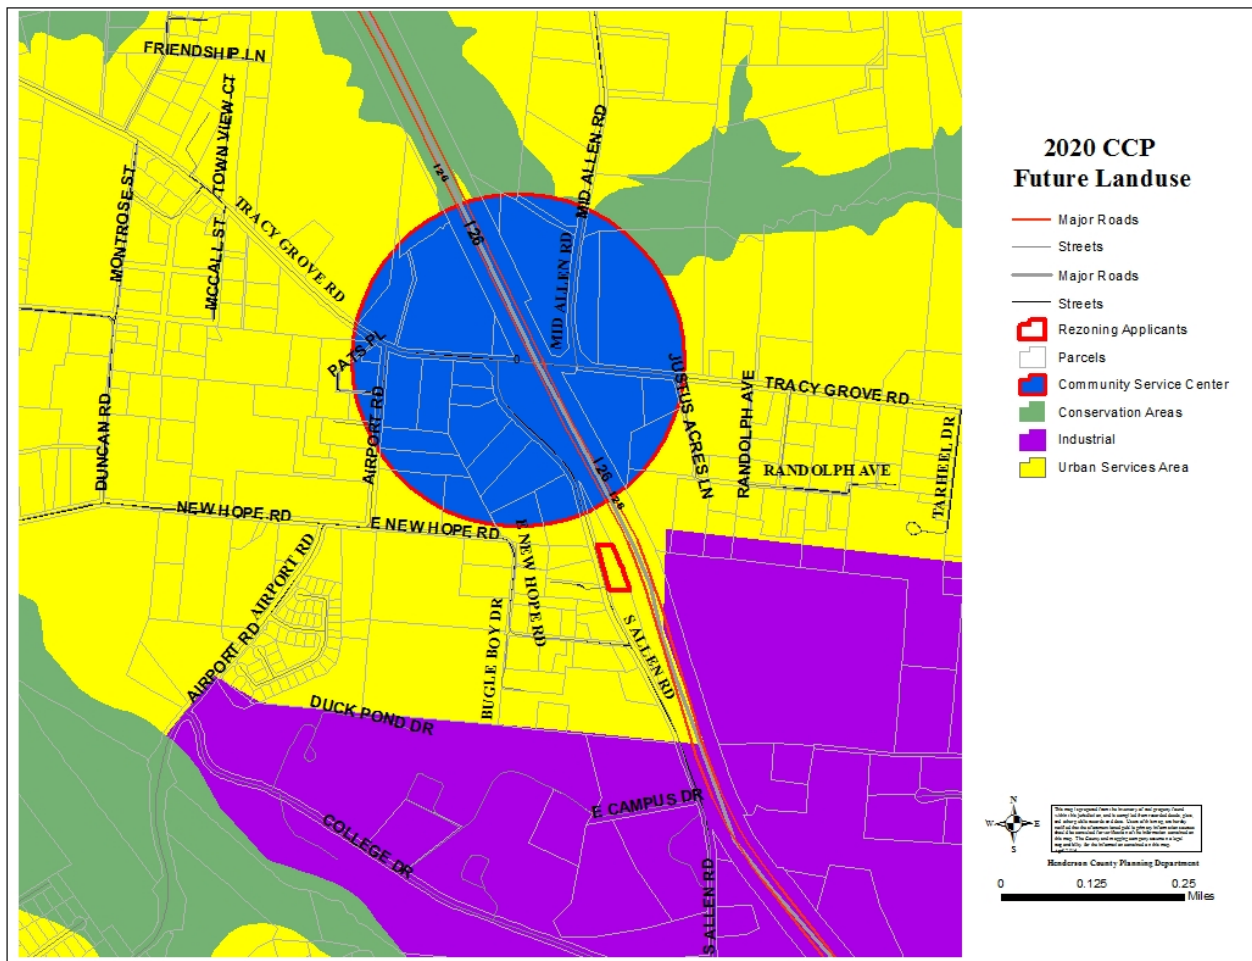 FRIENDSHIP LN
TOWN VIEW CT
MID ALLEN RD
I 26
MONTROSE ST
MCCALL ST
TRACY GROVE RD
I 26
MID ALLEN RD
PATS PL
0
JUSTUS ACRES LN
RANDOLPH AVE
TRACY GROVE RD
DUNCAN RD
AIRPORT RD
I 26
I 26
RANDOLPH AVE
TARHEEL DR
NEW HOPE RD
E NEW HOPE RD
E NEW HOPE RD
AIRPORT RD
AIRPORT RD
BUGLE BOY DR
S ALLEN RD
DUCK POND DR
E CAMPUS DR
COLLEGE DR
S ALLEN RD
2020 CCP
Future Landuse
Major Roads
Streets
Major Roads
Streets
Rezoning Applicants
Parcels
Community Service Center
Conservation Areas
Industrial
Urban Services Area
N
W
E
S
Henderson County Planning Department
0 0.125 0.25
Miles